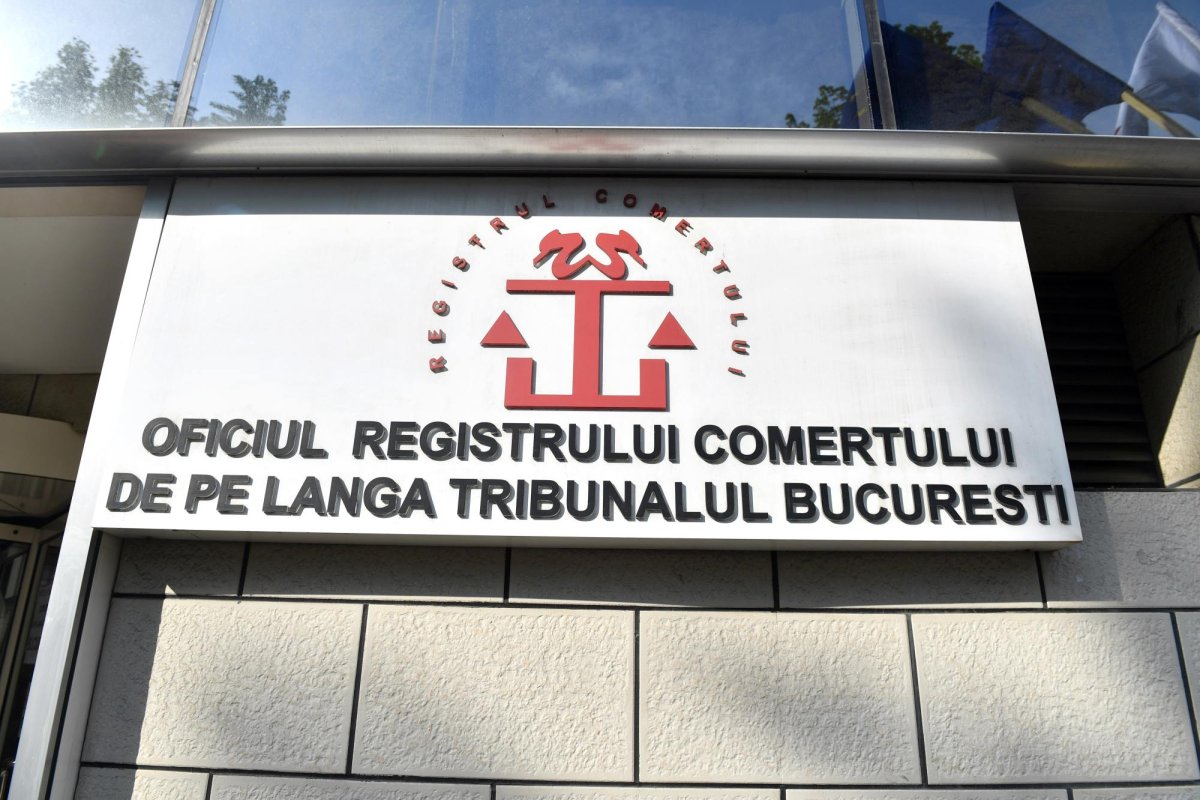 REGISTRUL COMERTULUI
OFICIUL REGISTRULUI COMERTULUI
DE PE LANGA TRIBUNALUL BUCURESTI